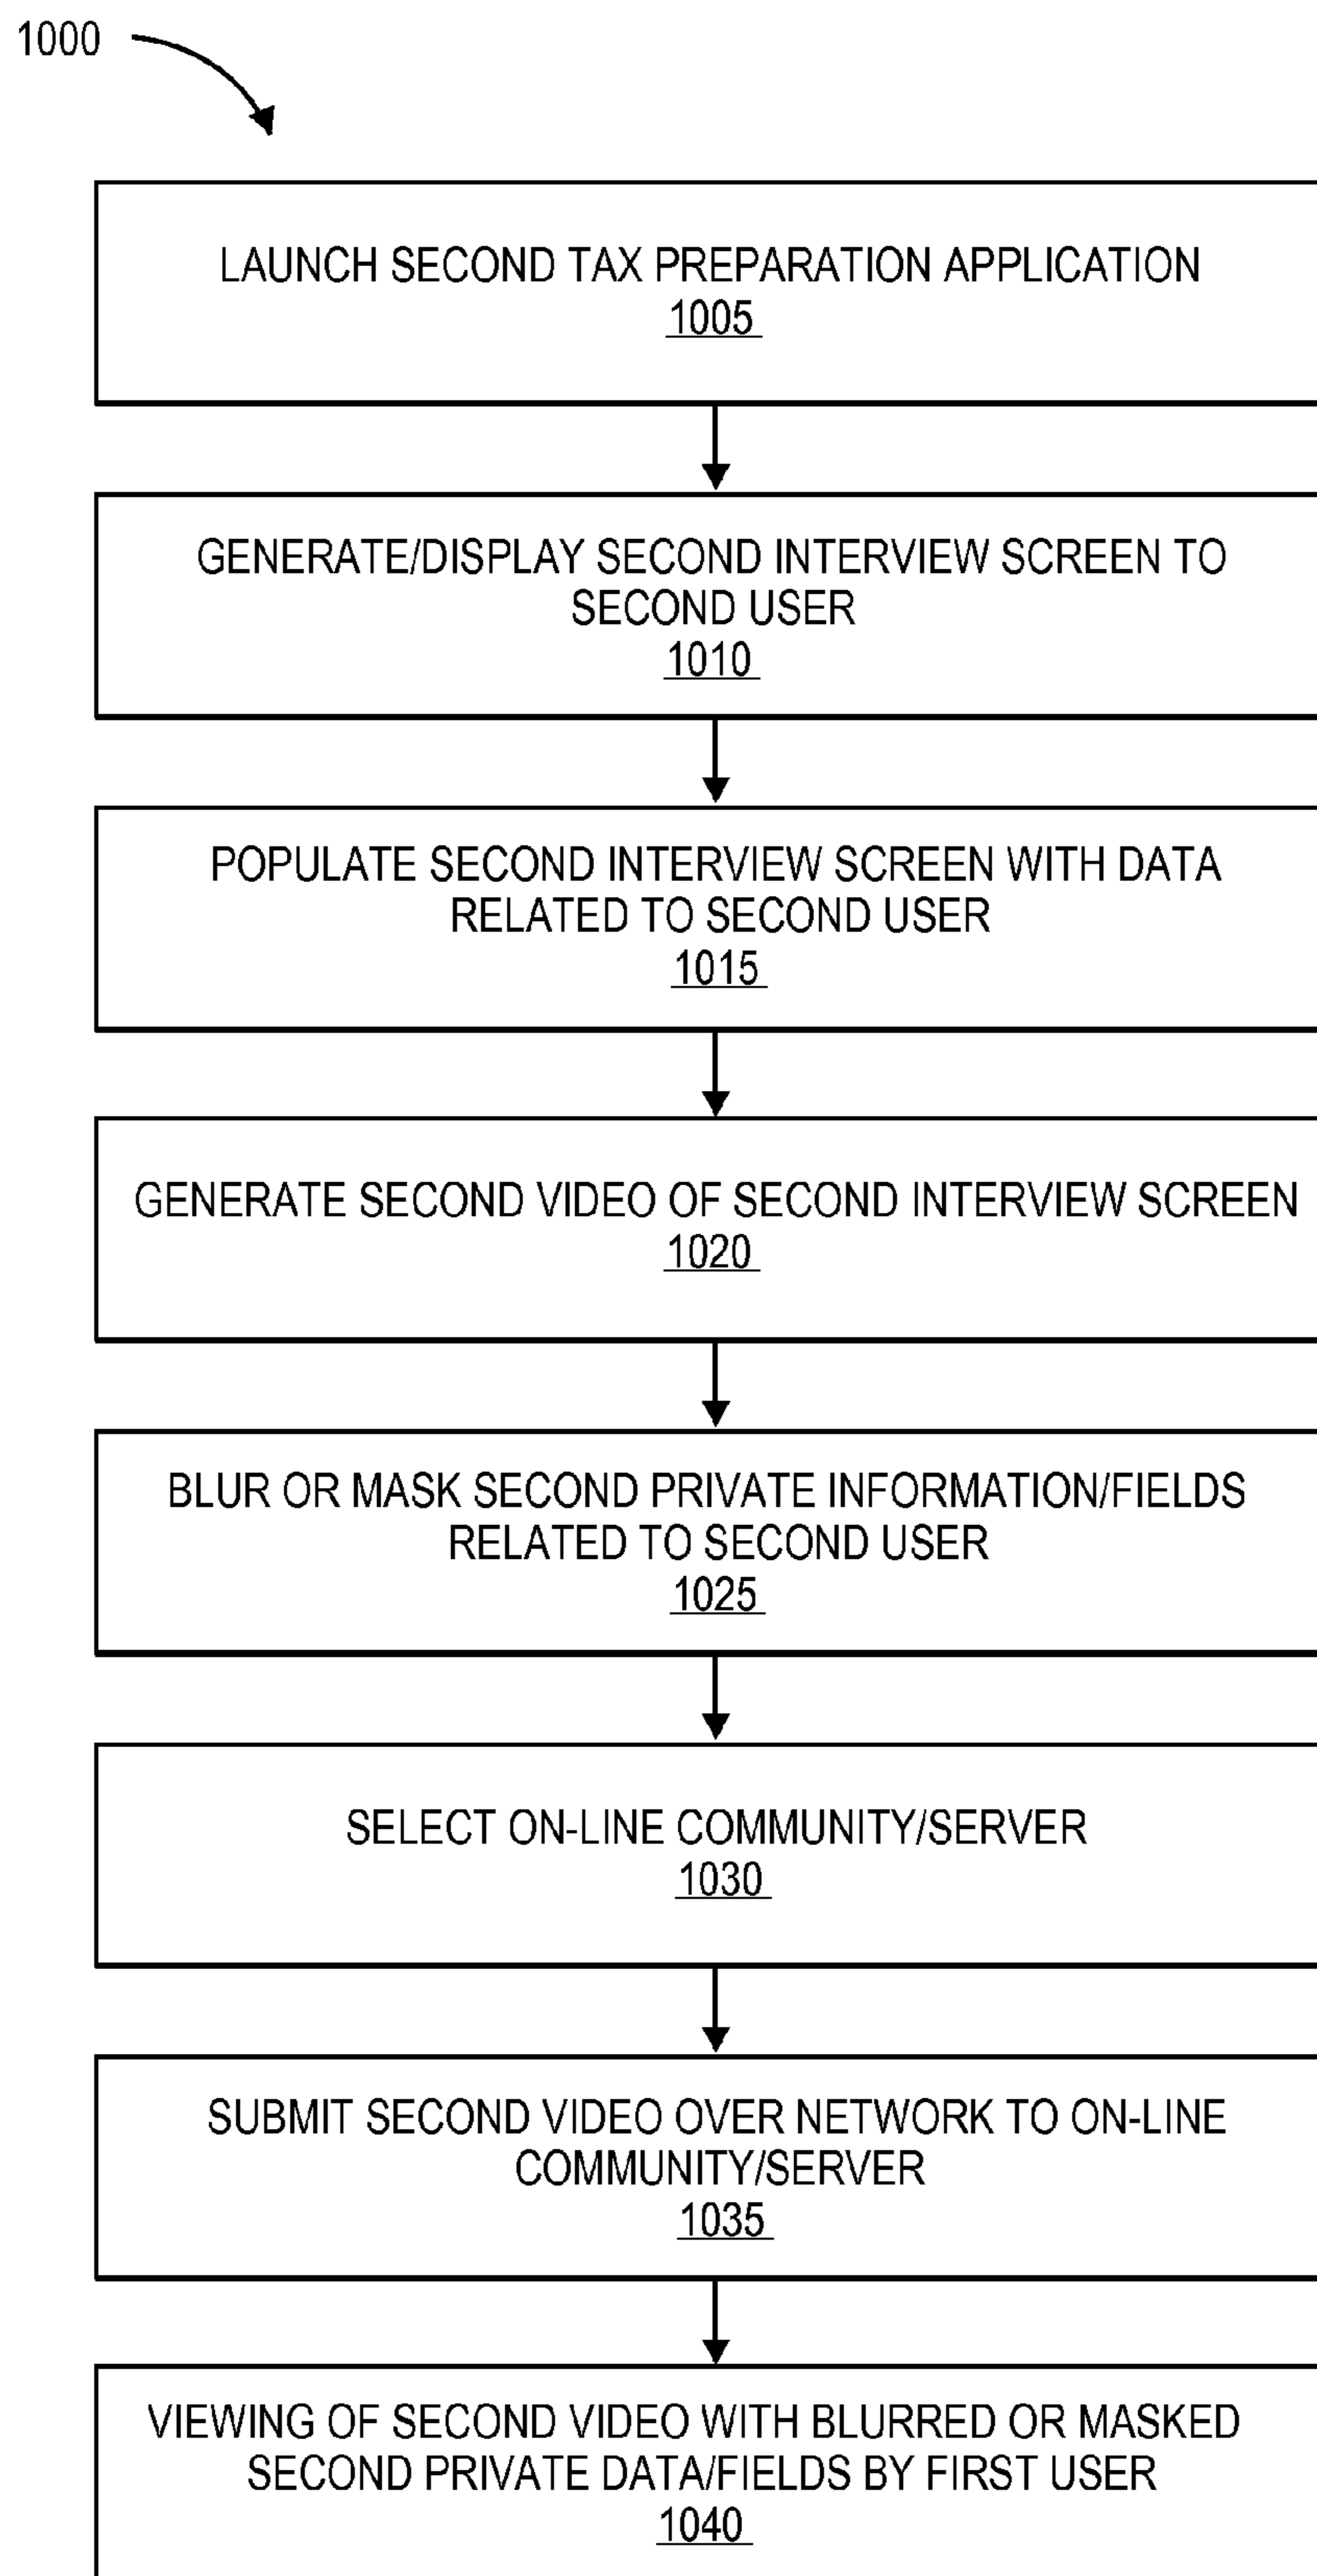 1000
LAUNCH SECOND TAX PREPARATION APPLICATION
1005
GENERATE/DISPLAY SECOND INTERVIEW SCREEN TO
SECOND USER
1010
POPULATE SECOND INTERVIEW SCREEN WITH DATA
RELATED TO SECOND USER
1015
GENERATE SECOND VIDEO OF SECOND INTERVIEW SCREEN
1020
BLUR OR MASK SECOND PRIVATE INFORMATION/FIELDS
RELATED TO SECOND USER
1025
SELECT ON-LINE COMMUNITY/SERVER
1030
SUBMIT SECOND VIDEO OVER NETWORK TO ON-LINE
COMMUNITY/SERVER
1035
VIEWING OF SECOND VIDEO WITH BLURRED OR MASKED
SECOND PRIVATE DATA/FIELDS BY FIRST USER
1040